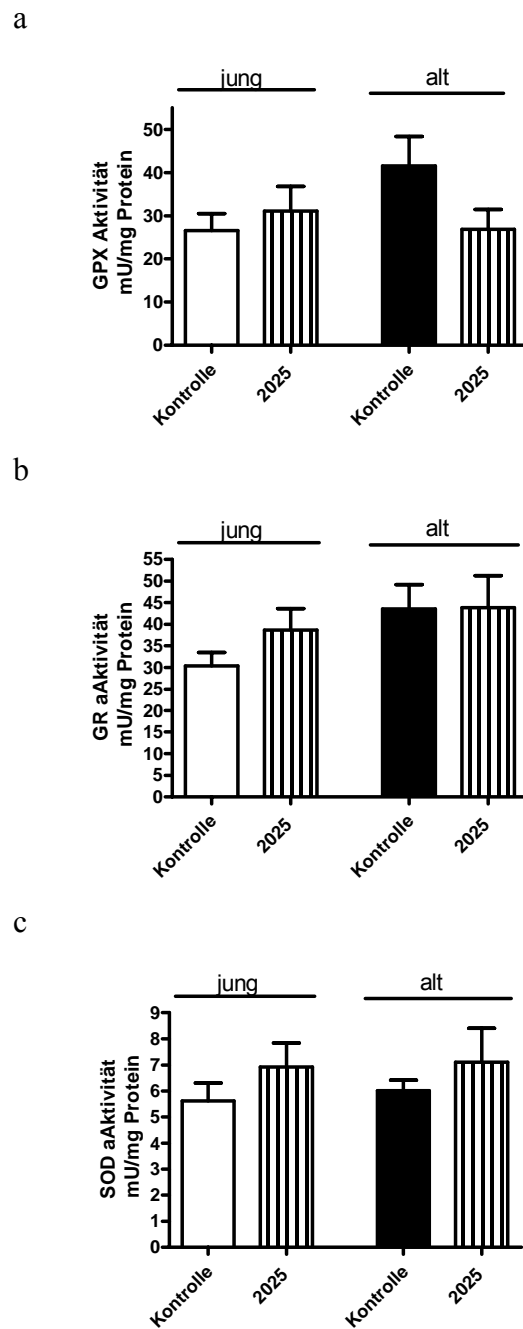 a
jung alt
GPX Aktivität
mU/mg Protein
50
40
30
20
10
0
Kontrolle 2025 Kontrolle 2025
b
jung alt
GR aAktivität
mU/mg Protein
55
50
45
40
35
30
25
20
15
10
5
0
Kontrolle 2025 Kontrolle 2025
c
jung alt
SOD aAktivität
mU/mg Protein
9
8
7
6
5
4
3
2
1
0
Kontrolle 2025 Kontrolle 2025